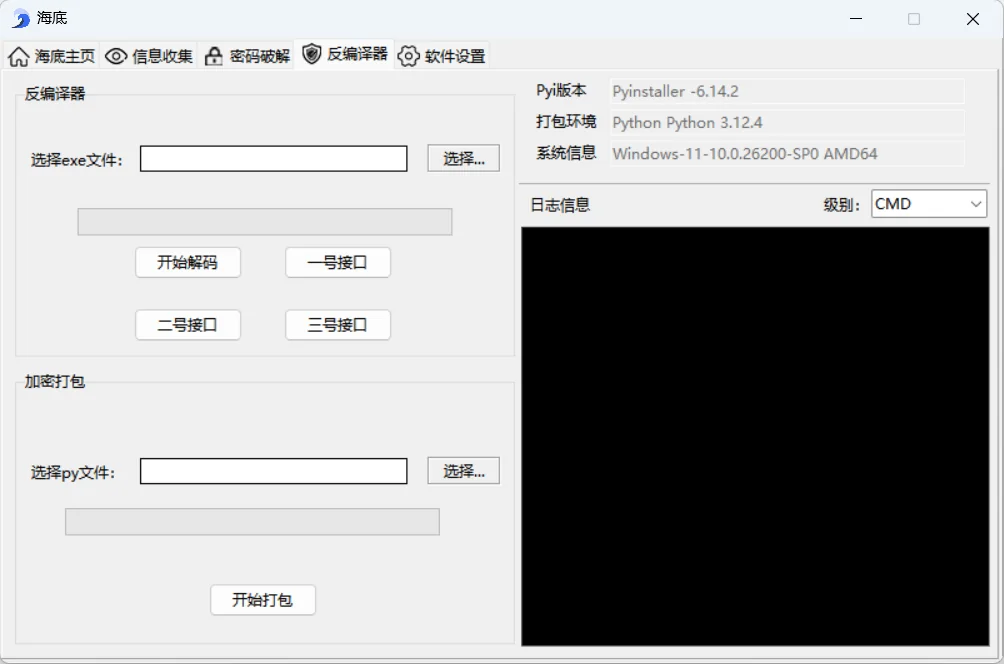 海底
海底主页 信息收集 密码破解 反编译器 软件设置
反编译器
选择exe文件: 选择...
开始解码 一号接口
二号接口 三号接口
加密打包
选择py文件: 选择...
开始打包
Pyi版本 Pyinstaller -6.14.2
打包环境 Python Python 3.12.4
系统信息 Windows-11-10.0.26200-SP0 AMD64
日志信息 级别: CMD